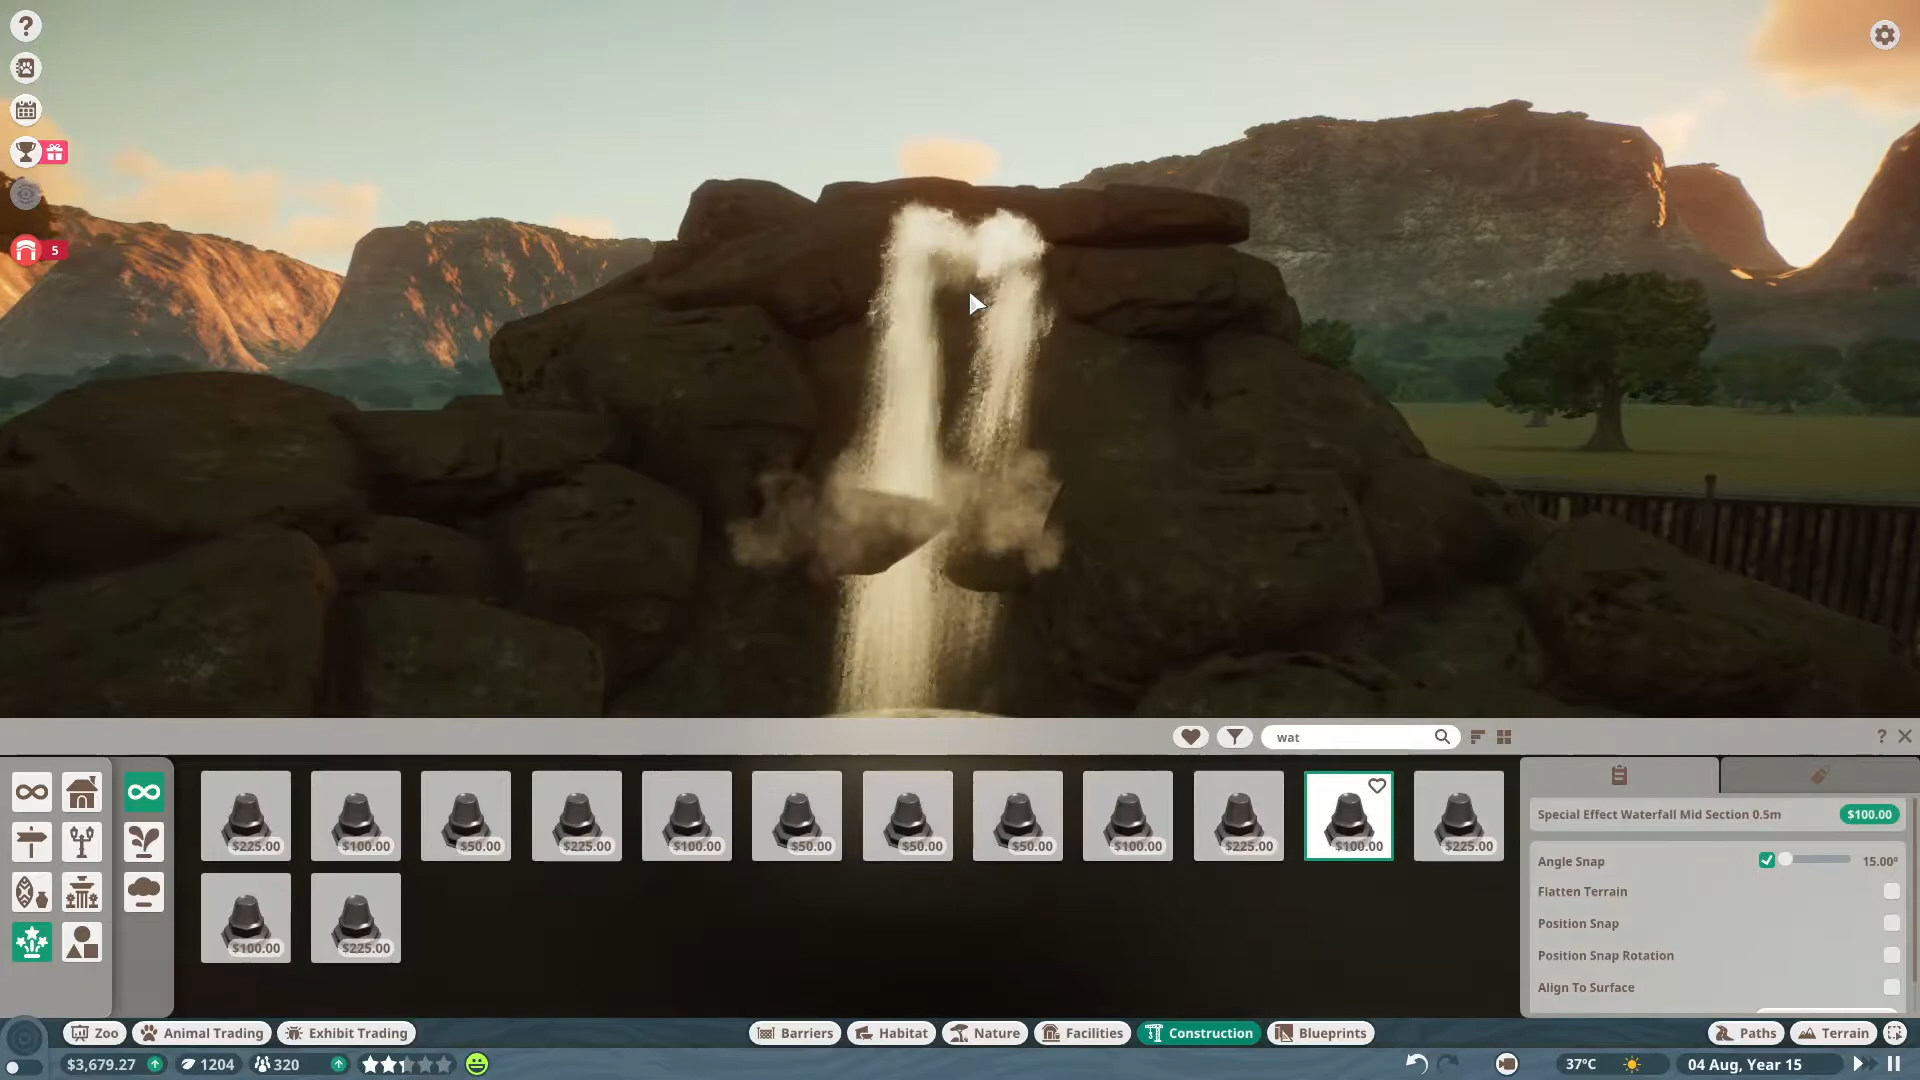 ?
5
wat
?
$225.00
$100.00
$50.00
$225.00
$100.00
$50.00
$50.00
$50.00
$100.00
$225.00
$100.00
$225.00
$100.00
$225.00
Special Effect Waterfall Mid Section 0.5m $100.00
Angle Snap 15.00°
Flatten Terrain
Position Snap
Position Snap Rotation
Align To Surface
Zoo Animal Trading Exhibit Trading Barriers Habitat Nature Facilities Construction Blueprints Paths Terrain
$3,679.27 1204 320 37°C 04 Aug, Year 15